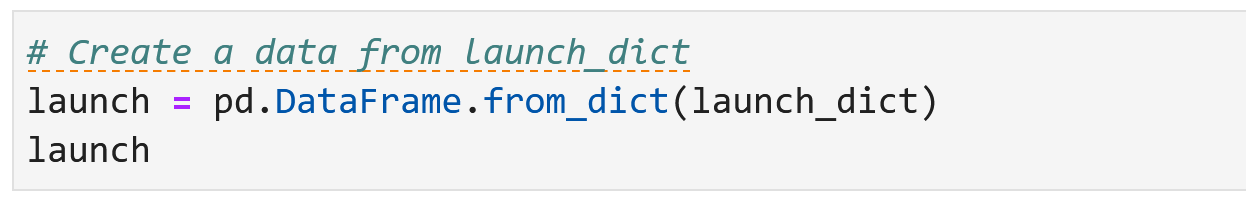 # Create a data from launch_dict
launch = pd.DataFrame.from_dict(launch_dict)
launch